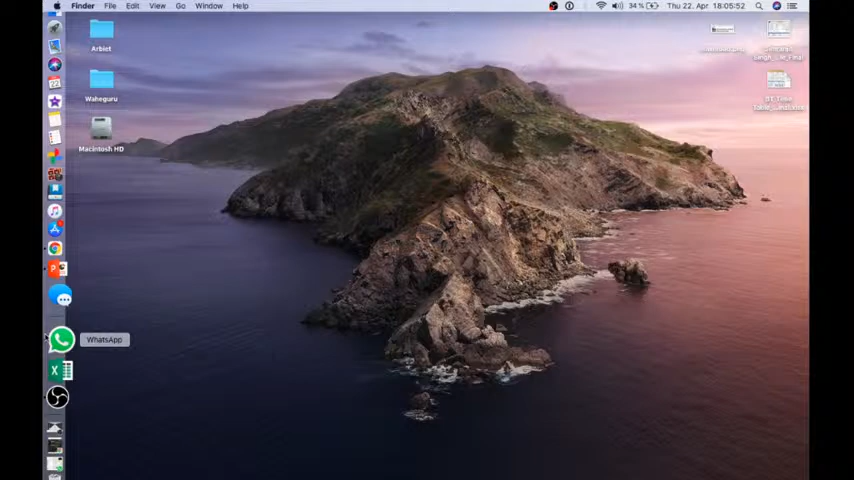 Finder File Edit View Go Window Help 34 % Thu 22. Apr. 18:05:52
Arbiet
Waheguru
Macintosh HD
WhatsApp
22